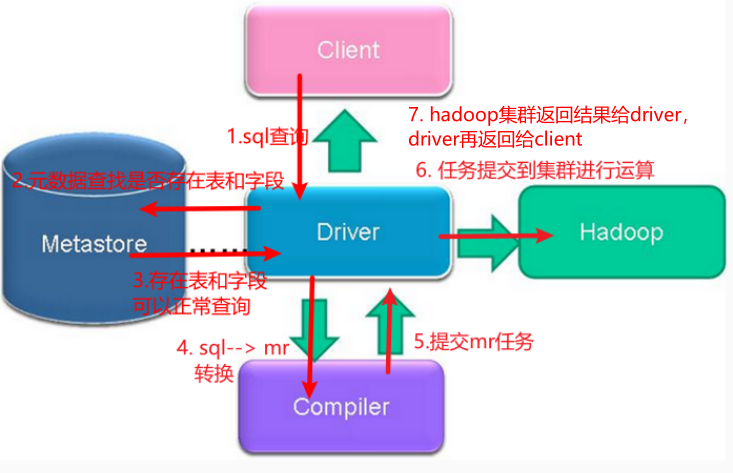 Client
1.sql查询
7. hadoop集群返回结果给driver，
driver再返回给client
6. 任务提交到集群进行运算
2.元数据查找是否存在表和字段
Metastore
Driver
Hadoop
3.存在表和字段
可以正常查询
4. sql--> mr
转换
5.提交mr任务
Compiler